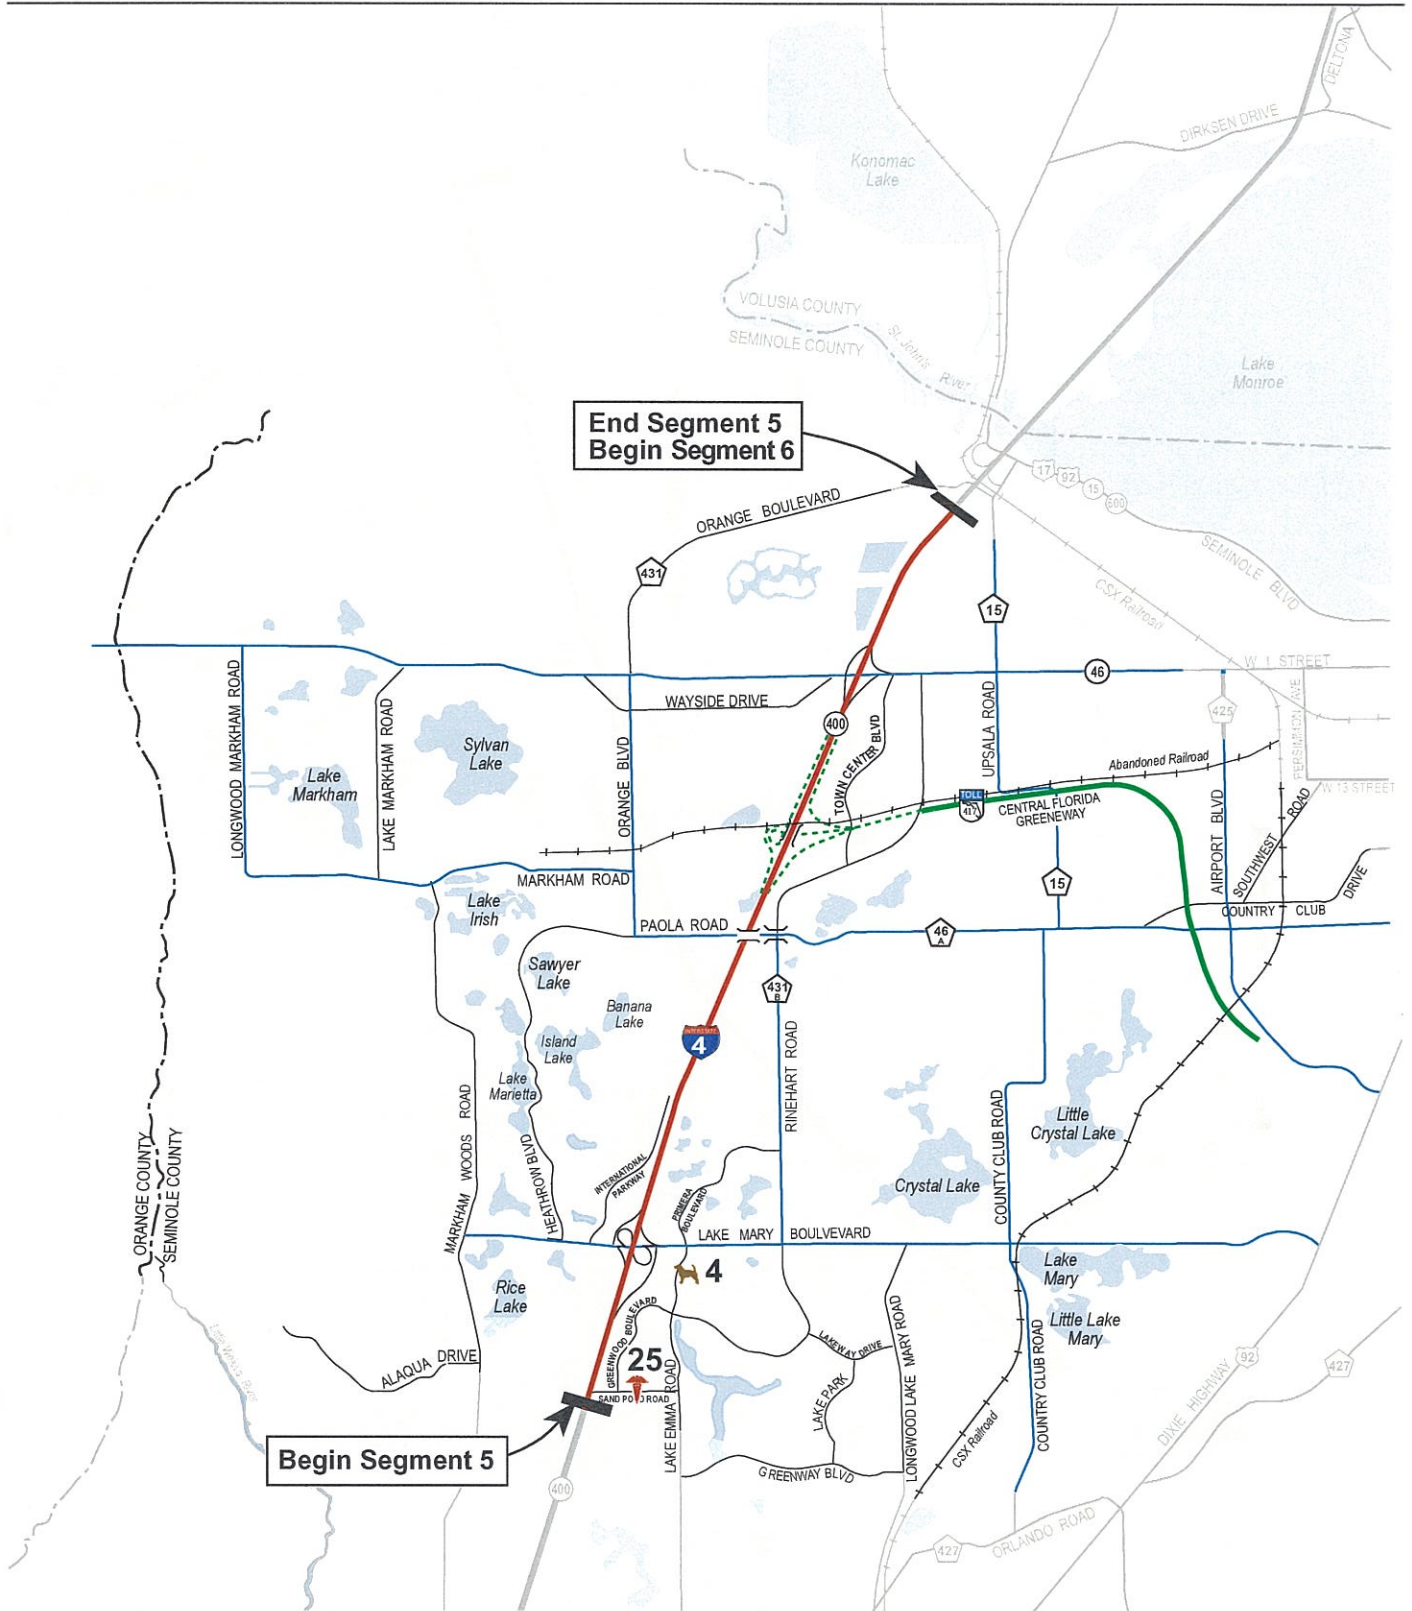 DELTONA
DIRKSEN DRIVE
Konomac
Lake
VOLUSIA COUNTY
SEMINOLE COUNTY
St. John's River
Lake
Monroe
End Segment 5
Begin Segment 6
17
92
15
600
ORANGE BOULEVARD
SEMINOLE BLVD
431
CSX Railroad
15
W 1 STREET
46
LONGWOOD MARKHAM ROAD
WAYSIDE DRIVE
LAKE MARKHAM ROAD
UPSALA ROAD
PERSIMMON AVE
425
400
TOWN CENTER BLVD
Sylvan
Lake
ORANGE BLVD
Abandoned Railroad
Lake
Markham
TOLL
417
CENTRAL FLORIDA
GREENEWAY
W 13 STREET
AIRPORT BLVD
SOUTHWEST ROAD
MARKHAM ROAD
15
DRIVE
Lake
Irish
COUNTRY CLUB
PAOLA ROAD
46
A
Sawyer
Lake
431
B
Banana
Lake
4
Island
Lake
RINEHART ROAD
Lake
Marietta
MARKHAM WOODS ROAD
COUNTY CLUB ROAD
Little
Crystal Lake
HEATHROW BLVD
INTERNATIONAL
PARKWAY
Crystal Lake
PRIMERA
BOULEVARD
ORANGE COUNTY
SEMINOLE COUNTY
LAKE MARY BOULVEVARD
4
Lake
Mary
Rice
Lake
Little Lake
Mary
GREENWOOD BOULEVARD
LAKEWAY DRIVE
LONGWOOD LAKE MARY ROAD
COUNTRY CLUB ROAD
92
427
ALAQUA DRIVE
25
SAND POND ROAD
LAKE EMMA ROAD
LAKE PARK
DIXIE HIGHWAY
CSX Railroad
Begin Segment 5
GREENWAY BLVD
400
427
ORLANDO ROAD